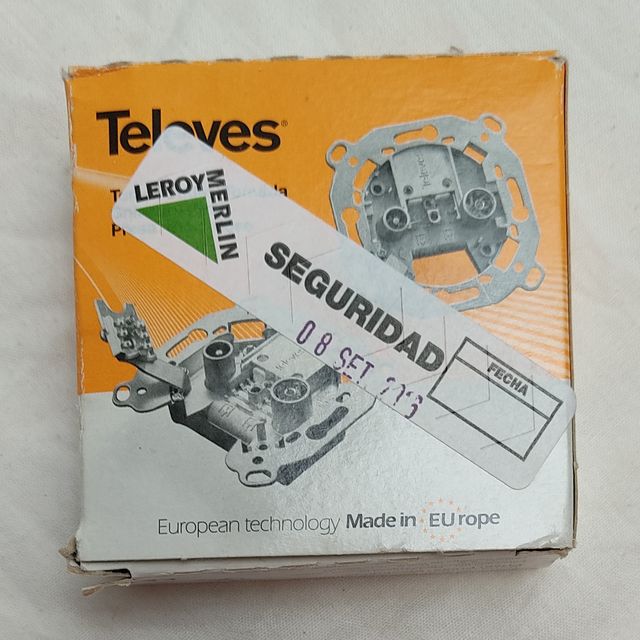 Televes®
LEROY
MERLIN
SEGURIDAD
08 SET
FECHA
European technology Made in EUrope